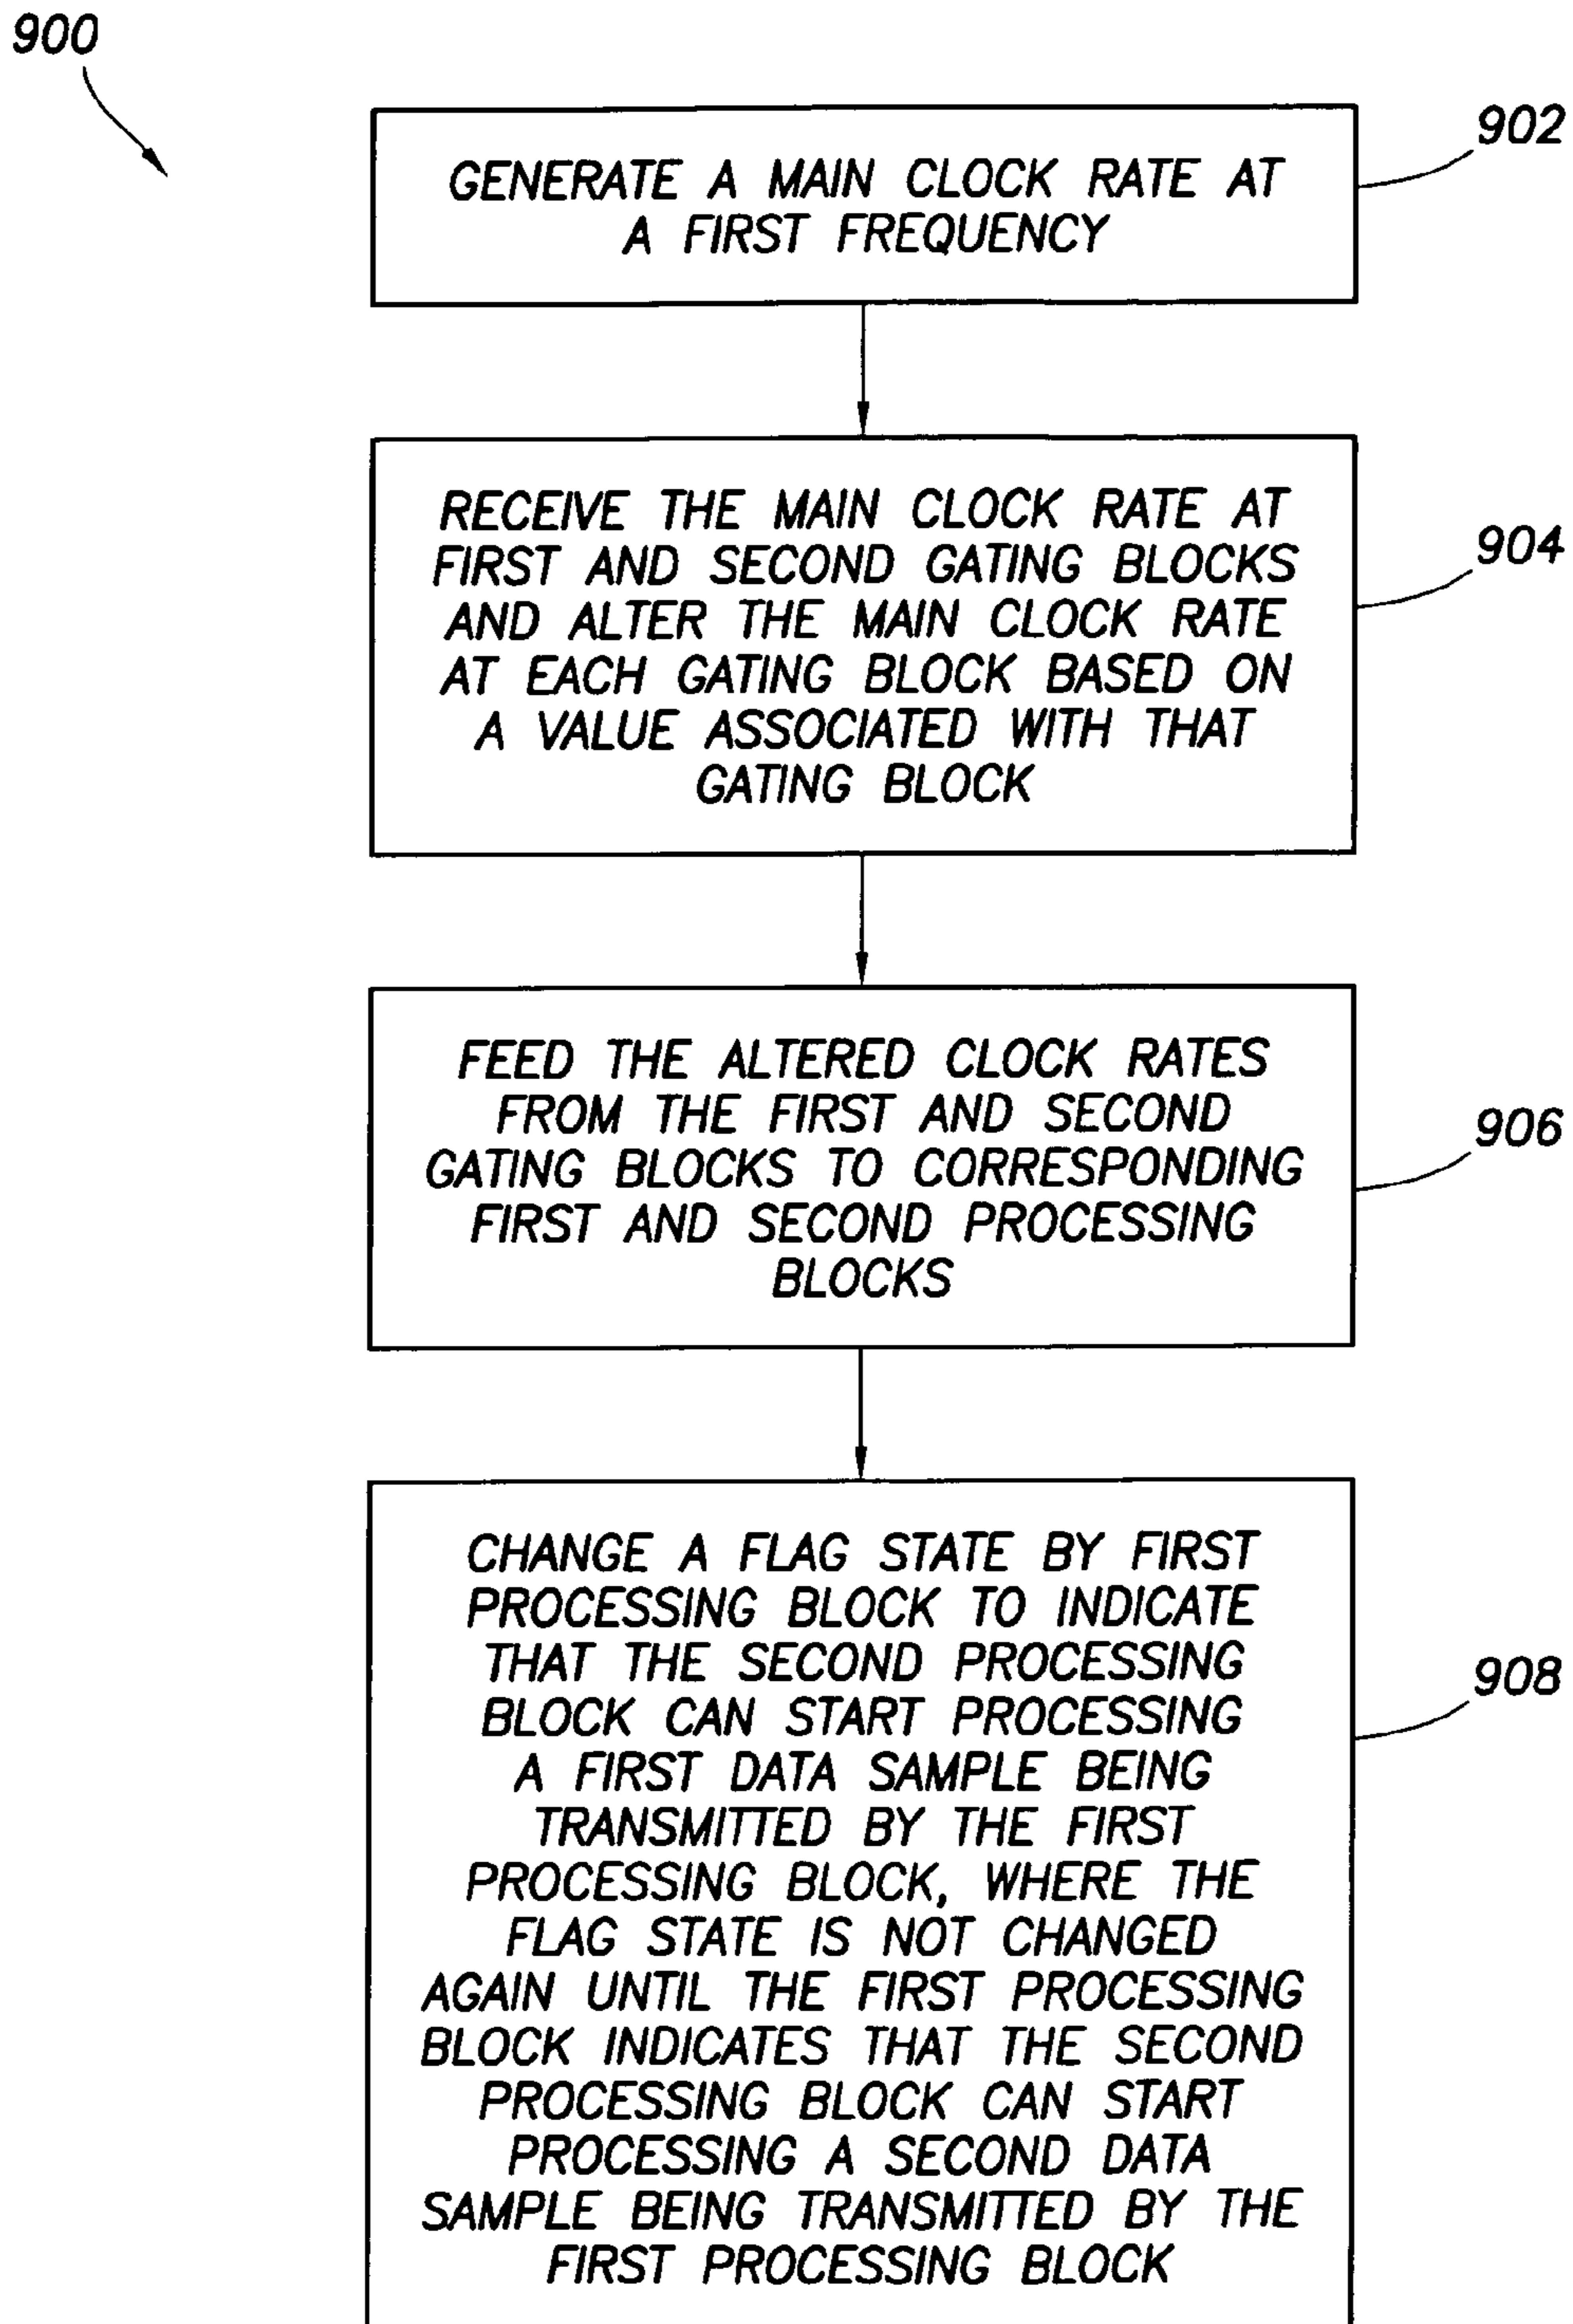 900
902
GENERATE A MAIN CLOCK RATE AT
A FIRST FREQUENCY
904
RECEIVE THE MAIN CLOCK RATE AT
FIRST AND SECOND GATING BLOCKS
AND ALTER THE MAIN CLOCK RATE
AT EACH GATING BLOCK BASED ON
A VALUE ASSOCIATED WITH THAT
GATING BLOCK
906
FEED THE ALTERED CLOCK RATES
FROM THE FIRST AND SECOND
GATING BLOCKS TO CORRESPONDING
FIRST AND SECOND PROCESSING
BLOCKS
908
CHANGE A FLAG STATE BY FIRST
PROCESSING BLOCK TO INDICATE
THAT THE SECOND PROCESSING
BLOCK CAN START PROCESSING
A FIRST DATA SAMPLE BEING
TRANSMITTED BY THE FIRST
PROCESSING BLOCK, WHERE THE
FLAG STATE IS NOT CHANGED
AGAIN UNTIL THE FIRST PROCESSING
BLOCK INDICATES THAT THE SECOND
PROCESSING BLOCK CAN START
PROCESSING A SECOND DATA
SAMPLE BEING TRANSMITTED BY THE
FIRST PROCESSING BLOCK